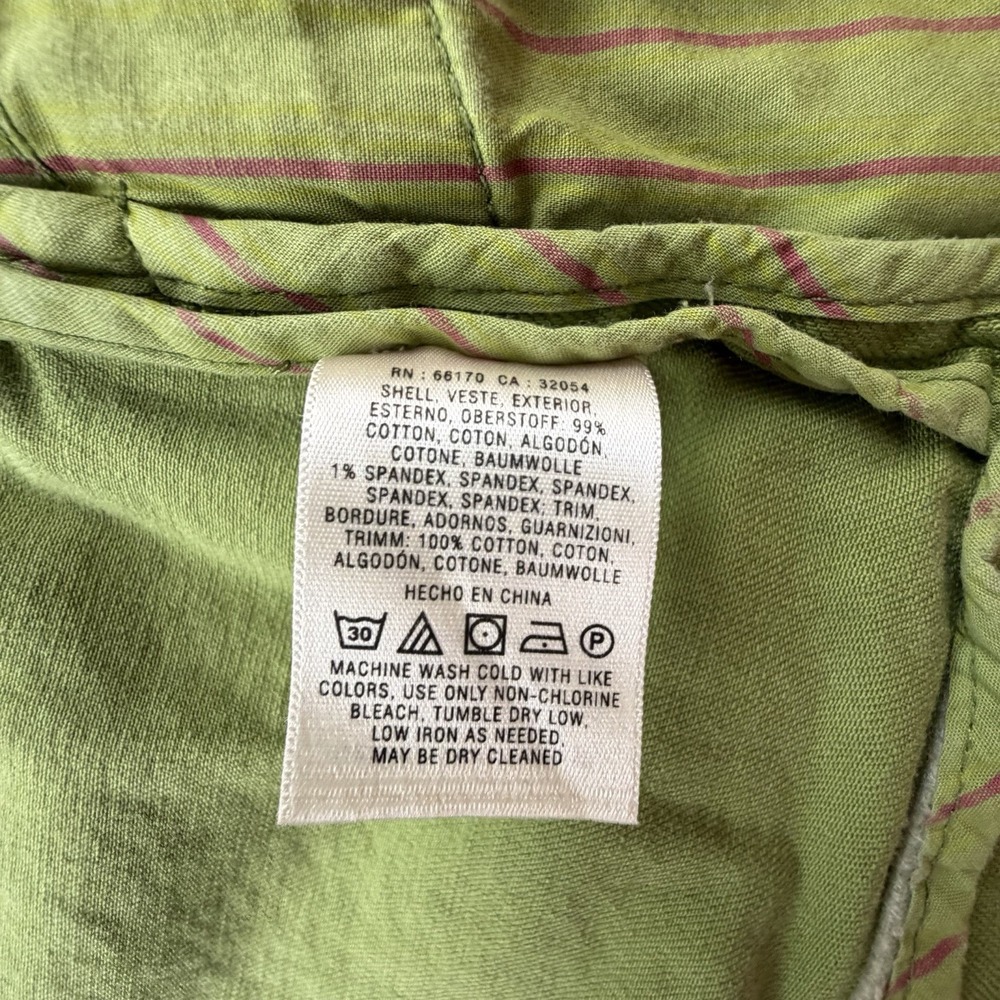 RN : 66170 CA : 32054
SHELL, VESTE, EXTERIOR,
ESTERNO, OBERSTOFF: 99%
COTTON, COTON, ALGODÓN,
COTONE, BAUMWOLLE
1% SPANDEX, SPANDEX, SPANDEX,
SPANDEX, SPANDEX; TRIM,
BORDURE, ADORNOS, GUARNIZIONI,
TRIMM: 100% COTTON, COTON,
ALGODÓN, COTONE, BAUMWOLLE
HECHO EN CHINA
30 P
MACHINE WASH COLD WITH LIKE
COLORS, USE ONLY NON-CHLORINE
BLEACH, TUMBLE DRY LOW,
LOW IRON AS NEEDED,
MAY BE DRY CLEANED